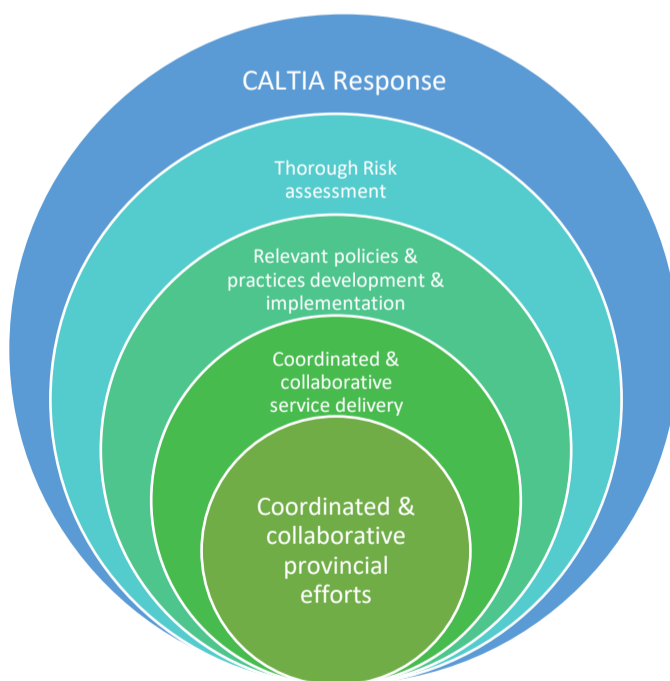 CALTIA Response
Thorough Risk
assessment
Relevant policies &
practices development &
implementation
Coordinated &
collaborative
service delivery
Coordinated &
collaborative
provincial
efforts